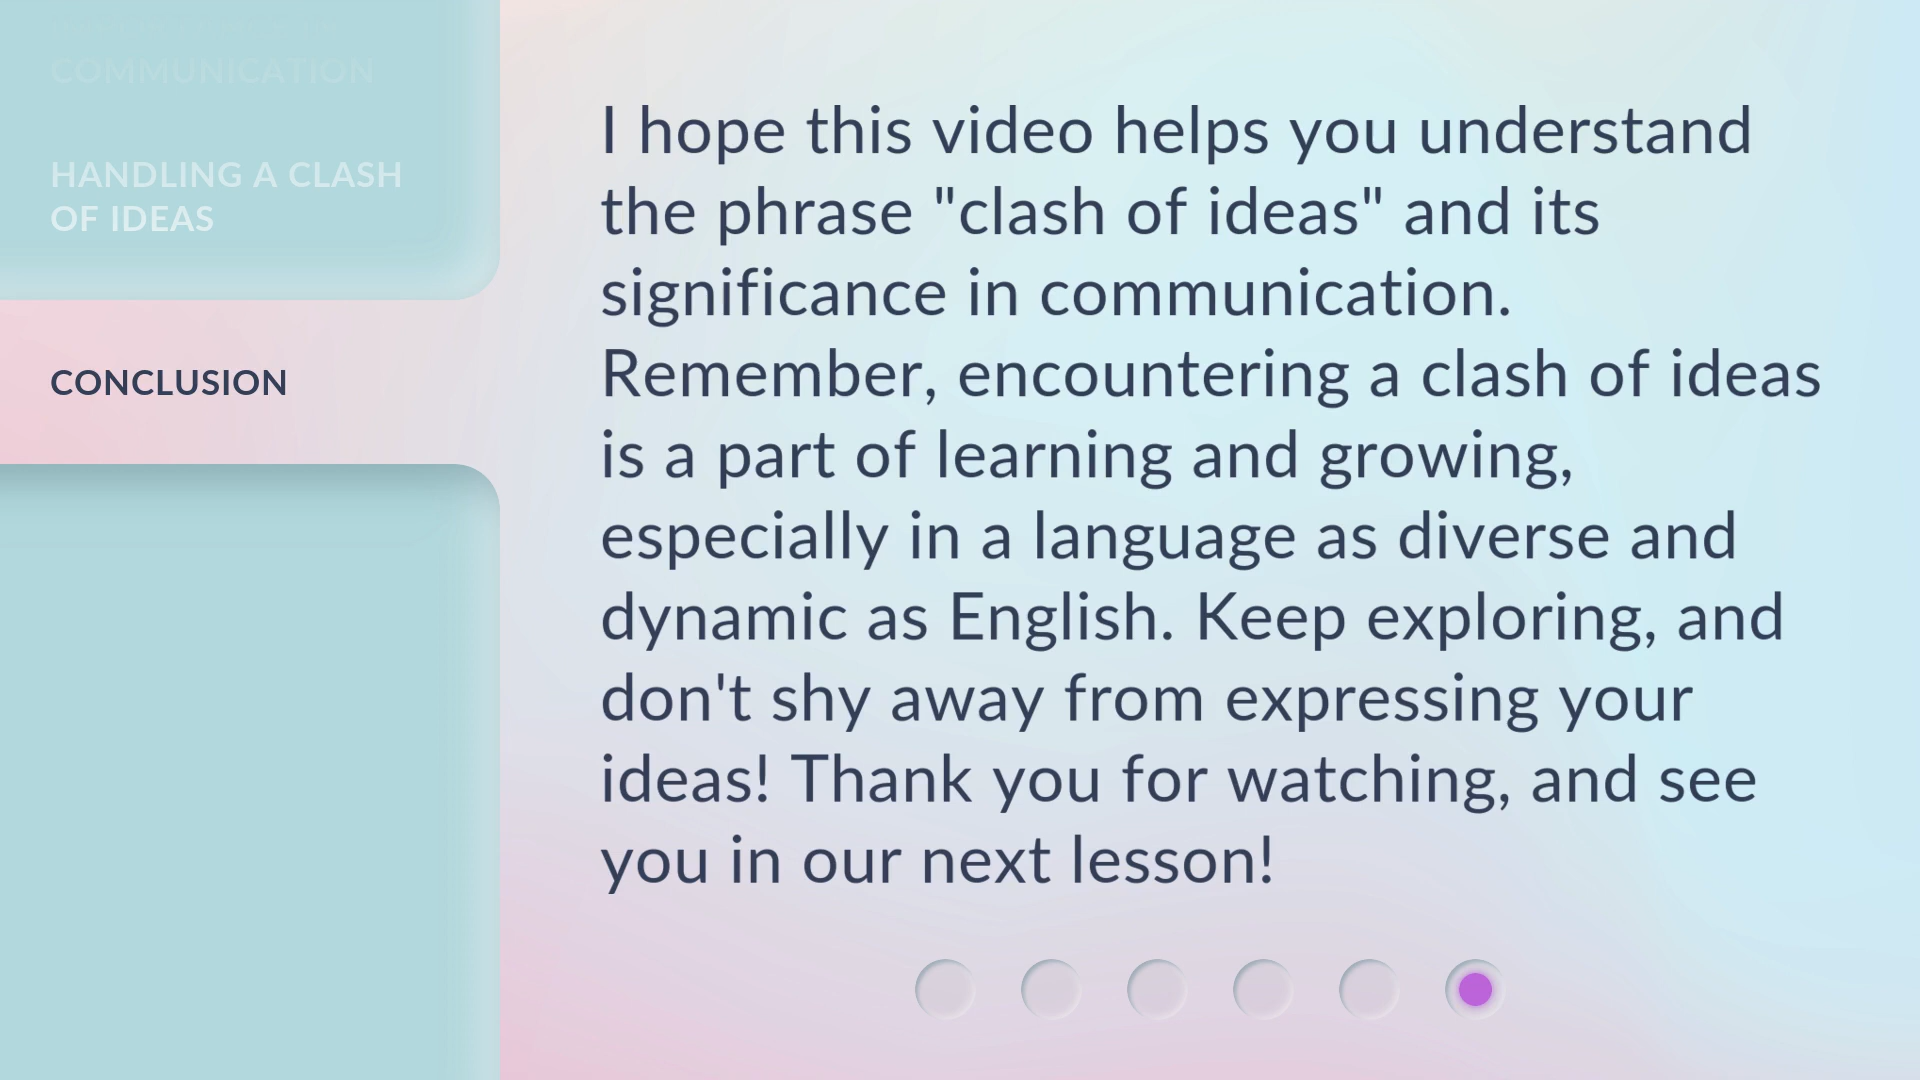 COMMUNICATION
HANDLING A CLASH
OF IDEAS
CONCLUSION
I hope this video helps you understand
the phrase "clash of ideas" and its
significance in communication.
Remember, encountering a clash of ideas
is a part of learning and growing,
especially in a language as diverse and
dynamic as English. Keep exploring, and
don't shy away from expressing your
ideas! Thank you for watching, and see
you in our next lesson!